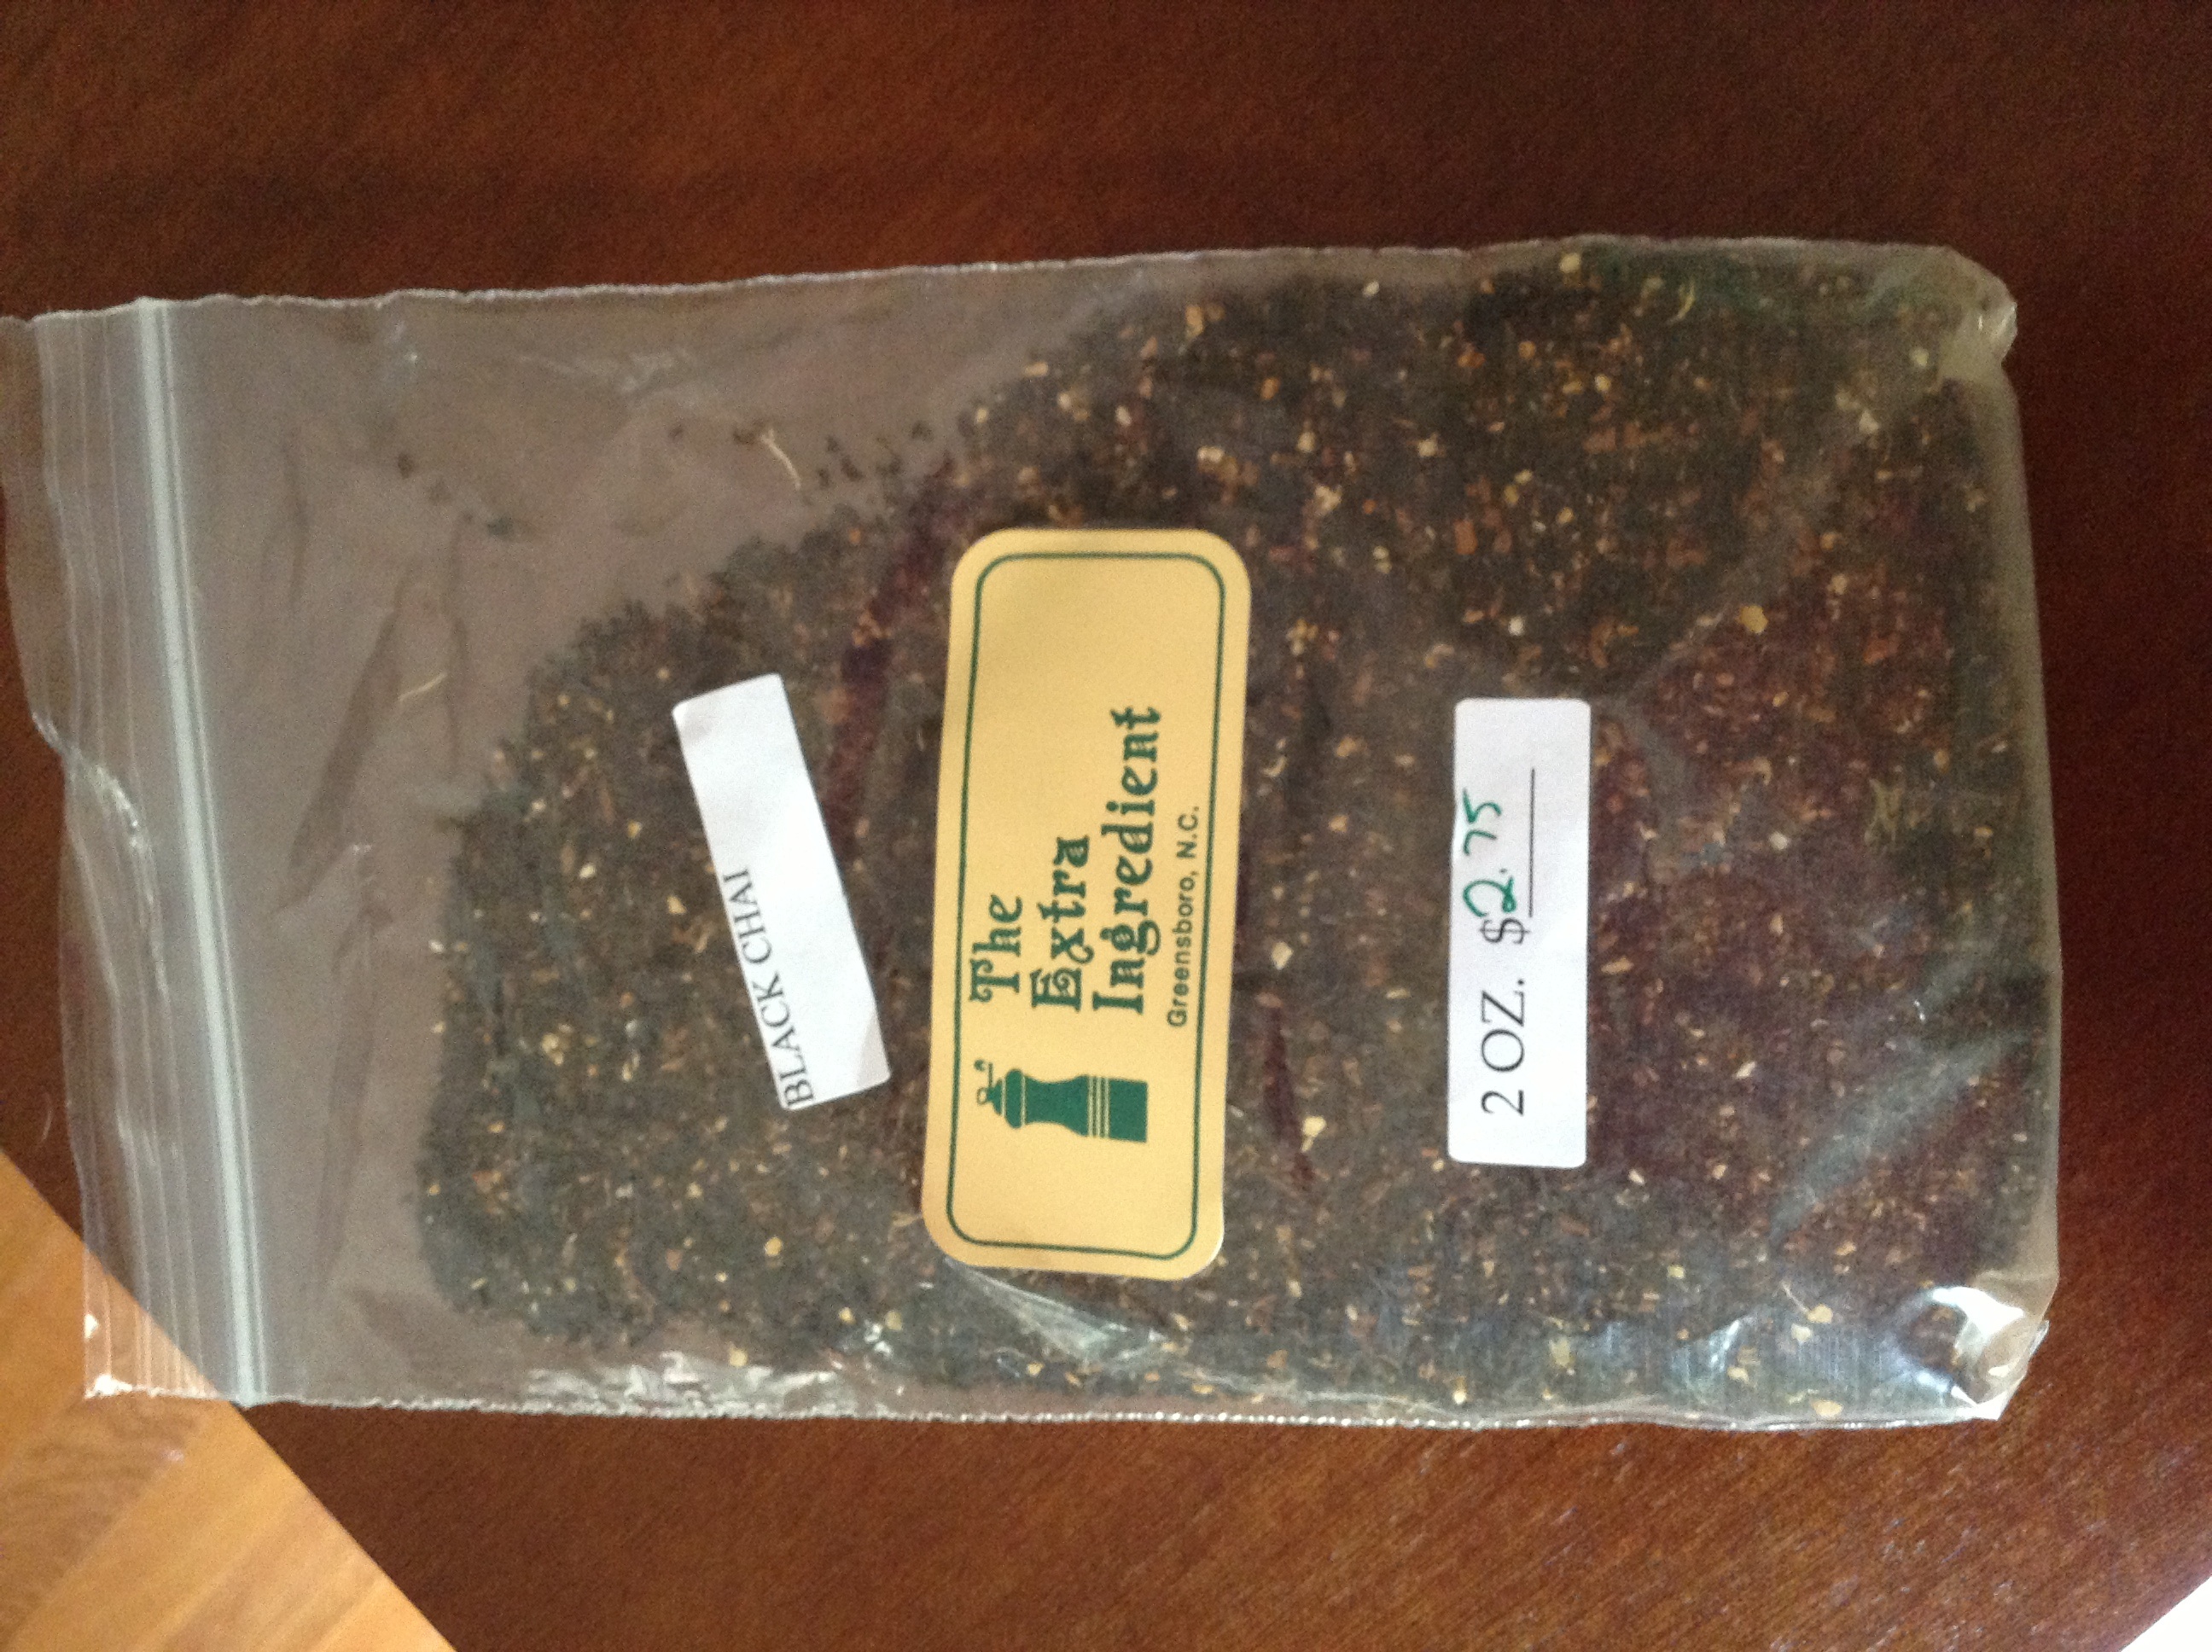 BLACK CHAI
The
Extra
Ingredient
Greensboro, N.C.
2 OZ. $2.75